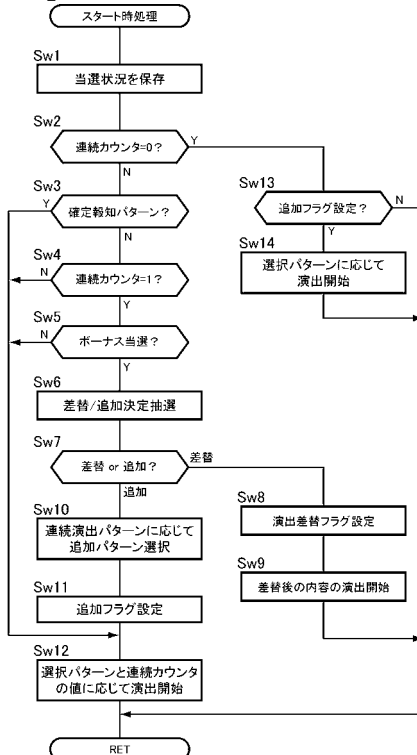 スタート時処理
Sw1
当選状況を保存
Sw2
連続カウンタ=0?
Y
N
Sw3
Y
確定報知パターン?
N
Sw13
追加フラグ設定?
N
Y
Sw4
N
連続カウンタ=1?
Y
Sw14
選択パターンに応じて
演出開始
Sw5
N
ボーナス当選?
Y
Sw6
差替/追加決定抽選
Sw7
差替 or 追加?
差替
追加
Sw8
演出差替フラグ設定
Sw10
連続演出パターンに応じて
追加パターン選択
Sw9
差替後の内容の演出開始
Sw11
追加フラグ設定
Sw12
選択パターンと連続カウンタ
の値に応じて演出開始
RET